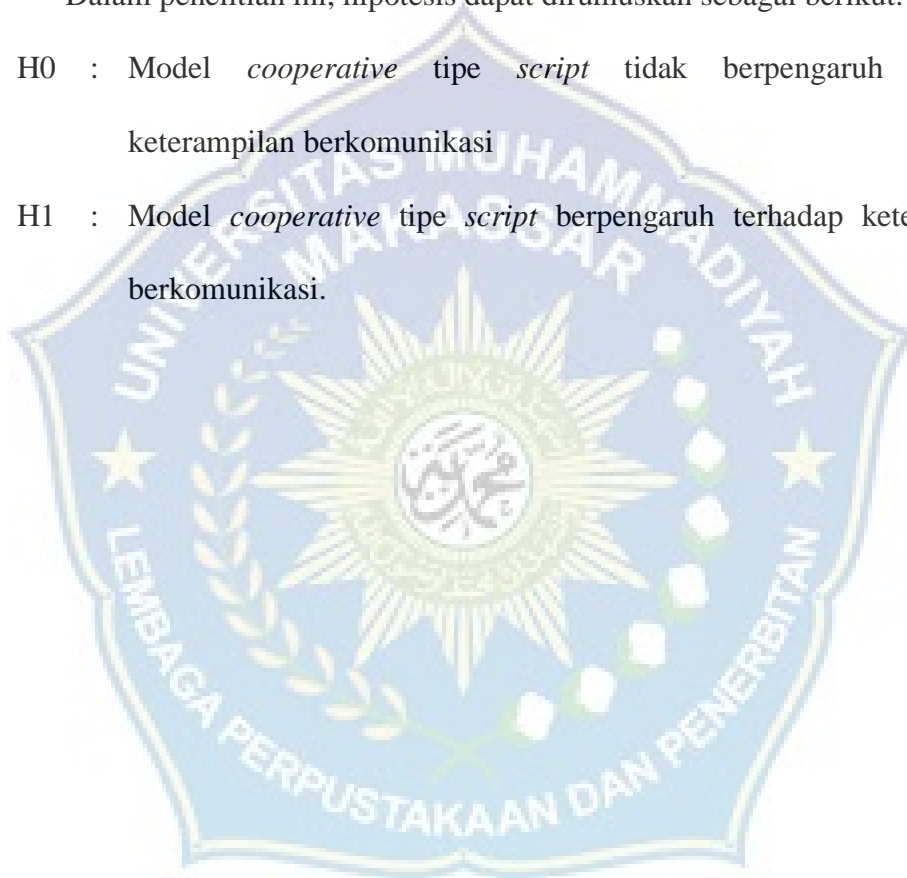 Dalam penelitian ini, hipotesis dapat dirumuskan sebagai berikut:
H0 : Model cooperative tipe script tidak berpengaruh
keterampilan berkomunikasi
H1 : Model cooperative tipe script berpengaruh terhadap kete
berkomunikasi.
UNIVERSITAS MUHAMMADIYAH
MAKASSAR
LEMBAGA PERPUSTAKAAN DAN PENERBITAN